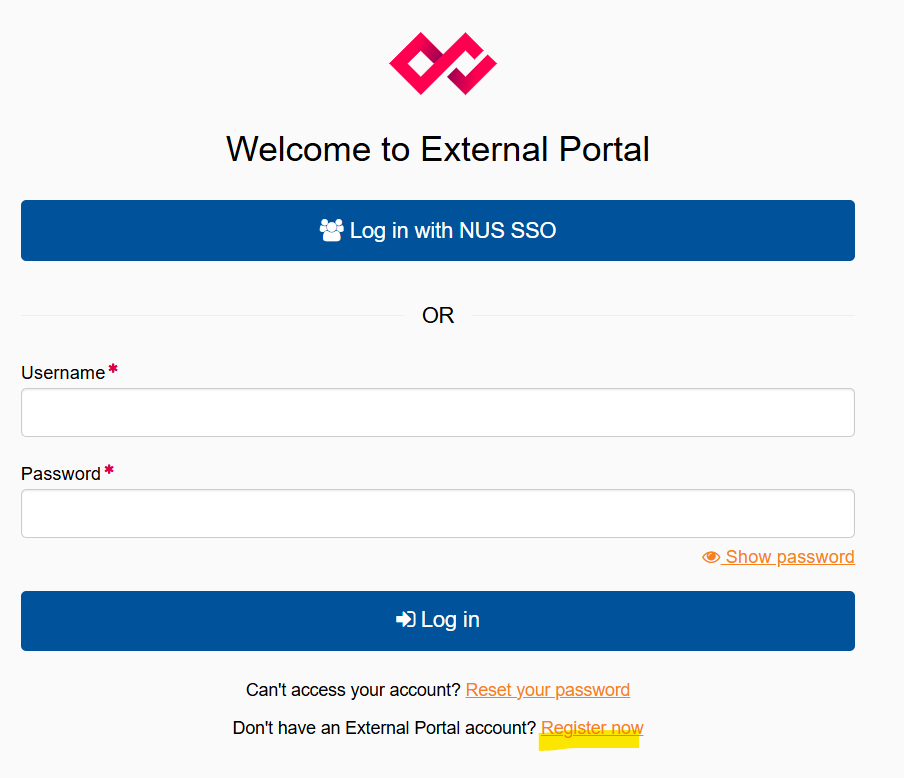 Welcome to External Portal
Log in with NUS SSO
OR
Username*
Password*
Show password
Log in
Can't access your account? Reset your password
Don't have an External Portal account? Register now